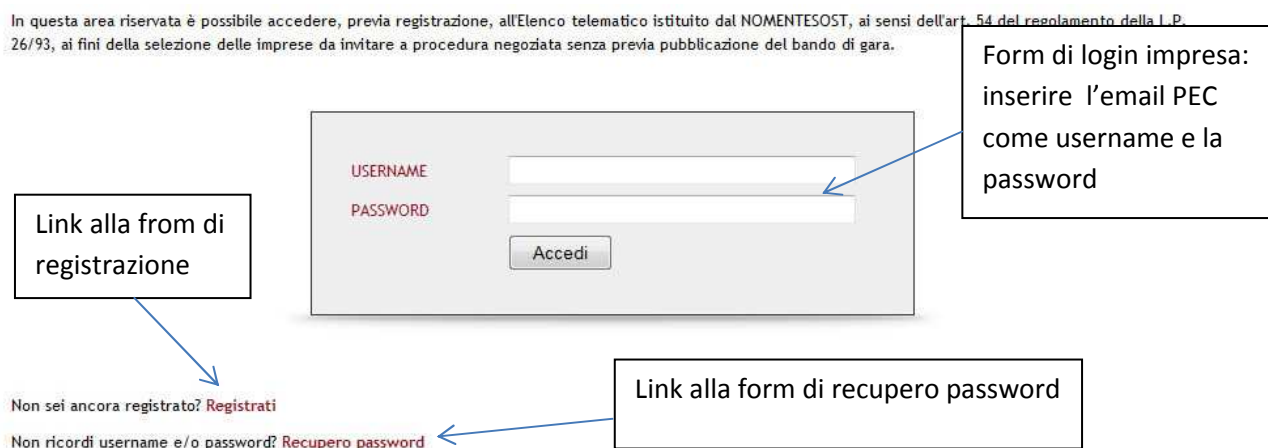 In questa area riservata è possibile accedere, previa registrazione, all'Elenco telematico istituito dal NOMENTESOST, ai sensi dell'art. 54 del regolamento della L.P.
26/93, ai fini della selezione delle imprese da invitare a procedura negoziata senza previa pubblicazione del bando di gara.
Form di login impresa:
inserire l'email PEC
come username e la
password
USERNAME
PASSWORD
Accedi
Link alla from di
registrazione
Link alla form di recupero password
Non sei ancora registrato? Registrati
Non ricordi username e/o password? Recupero password